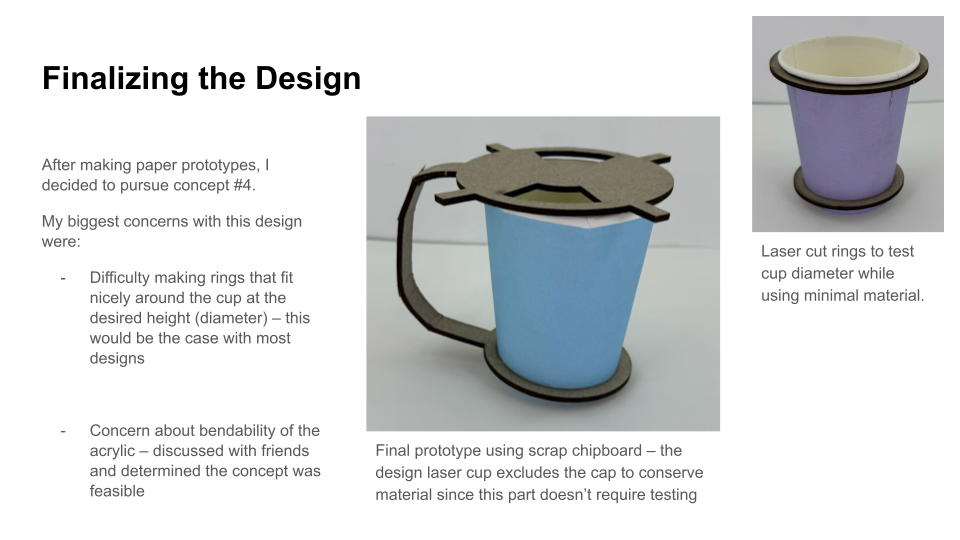 Finalizing the Design
After making paper prototypes, I
decided to pursue concept #4.
My biggest concerns with this design
were:
- Difficulty making rings that fit
nicely around the cup at the
desired height (diameter) – this
would be the case with most
designs
- Concern about bendability of the
acrylic – discussed with friends
and determined the concept was
feasible
Final prototype using scrap chipboard – the
design laser cup excludes the cap to conserve
material since this part doesn’t require testing
Laser cut rings to test
cup diameter while
using minimal material.